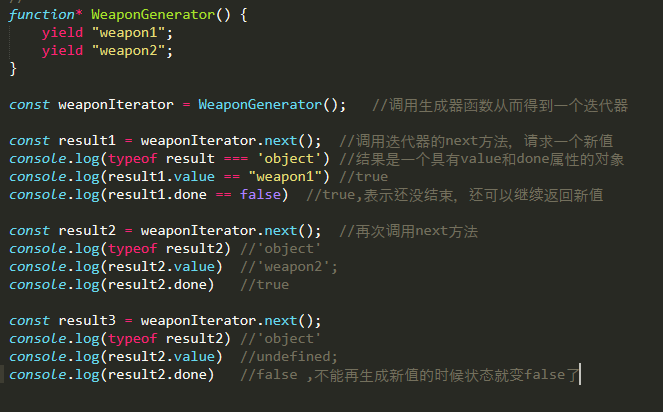 //
function* WeaponGenerator() {
    yield "weapon1";
    yield "weapon2";
}
const weaponIterator = WeaponGenerator();   //调用生成器函数从而得到一个迭代器
const result1 = weaponIterator.next();  //调用迭代器的next方法, 请求一个新值
console.log(typeof result === 'object') //结果是一个具有value和done属性的对象
console.log(result1.value == "weapon1") //true
console.log(result1.done == false)  //true,表示还没结束, 还可以继续返回新值
const result2 = weaponIterator.next();  //再次调用next方法
console.log(typeof result2) //'object'
console.log(result2.value)  //'weapon2';
console.log(result2.done)   //true
const result3 = weaponIterator.next();
console.log(typeof result2) //'object'
console.log(result2.value)  //undefined;
console.log(result2.done)   //false ,不能再生成新值的时候状态就变false了